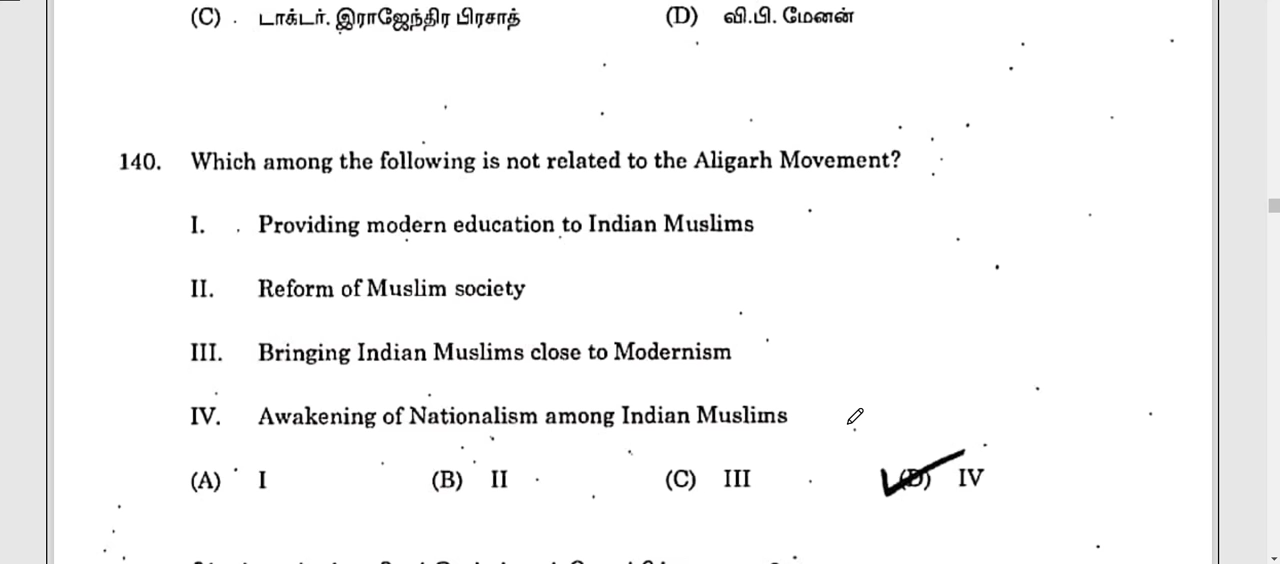 (C) டாக்டர். இராஜேந்திர பிரசாத் (D) வி.பி. மேனன்
140. Which among the following is not related to the Aligarh Movement?
I. Providing modern education to Indian Muslims
II. Reform of Muslim society
III. Bringing Indian Muslims close to Modernism
IV. Awakening of Nationalism among Indian Muslims
(A) I (B) II (C) III (D) IV